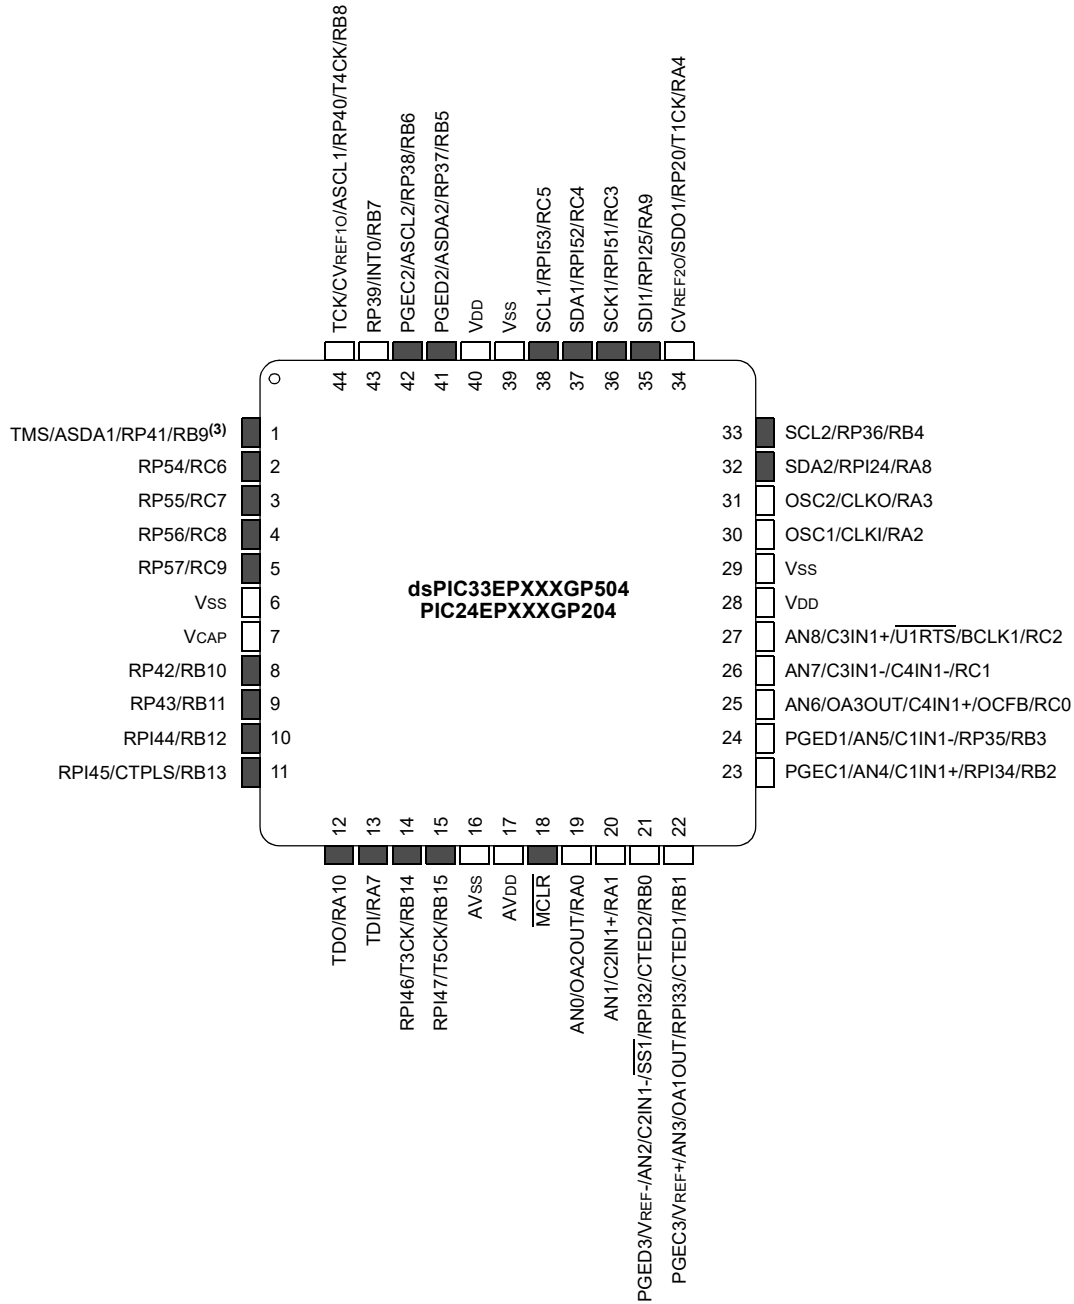 TCK/CVREF1O/ASCL1/RP40/T4CK/RB8
RP39/INT0/RB7
PGEC2/ASCL2/RP38/RB6
PGED2/ASDA2/RP37/RB5
VDD
VSS
SCL1/RPI53/RC5
SDA1/RPI52/RC4
SCK1/RPI51/RC3
SDI1/RPI25/RA9
CVREF2O/SDO1/RP20/T1CK/RA4
44
43
42
41
40
39
38
37
36
35
34
TMS/ASDA1/RP41/RB9(3) 1
RP54/RC6 2
RP55/RC7 3
RP56/RC8 4
RP57/RC9 5
VSS 6
VCAP 7
RP42/RB10 8
RP43/RB11 9
RPI44/RB12 10
RPI45/CTPLS/RB13 11
dsPIC33EPXXXGP504
PIC24EPXXXGP204
33 SCL2/RP36/RB4
32 SDA2/RPI24/RA8
31 OSC2/CLKO/RA3
30 OSC1/CLKI/RA2
29 VSS
28 VDD
27 AN8/C3IN1+/U1RTS/BCLK1/RC2
26 AN7/C3IN1-/C4IN1-/RC1
25 AN6/OA3OUT/C4IN1+/OCFB/RC0
24 PGED1/AN5/C1IN1-/RP35/RB3
23 PGEC1/AN4/C1IN1+/RPI34/RB2
12
13
14
15
16
17
18
19
20
21
22
TDO/RA10
TDI/RA7
RPI46/T3CK/RB14
RPI47/T5CK/RB15
AVSS
AVDD
MCLR
AN0/OA2OUT/RA0
AN1/C2IN1+/RA1
PGED3/VREF-/AN2/C2IN1-/SS1/RPI32/CTED2/RB0
PGEC3/VREF+/AN3/OA1OUT/RPI33/CTED1/RB1